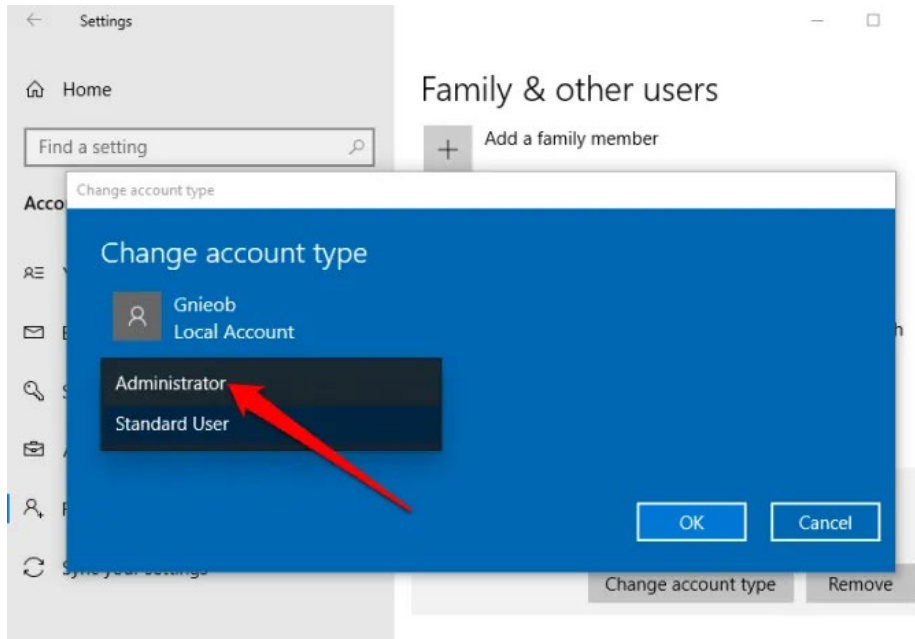 Settings
Home
Find a setting
Family & other users
Add a family member
Change account type
Change account type
Gnieob
Local Account
Administrator
Standard User
OK
Cancel
Change account type
Remove